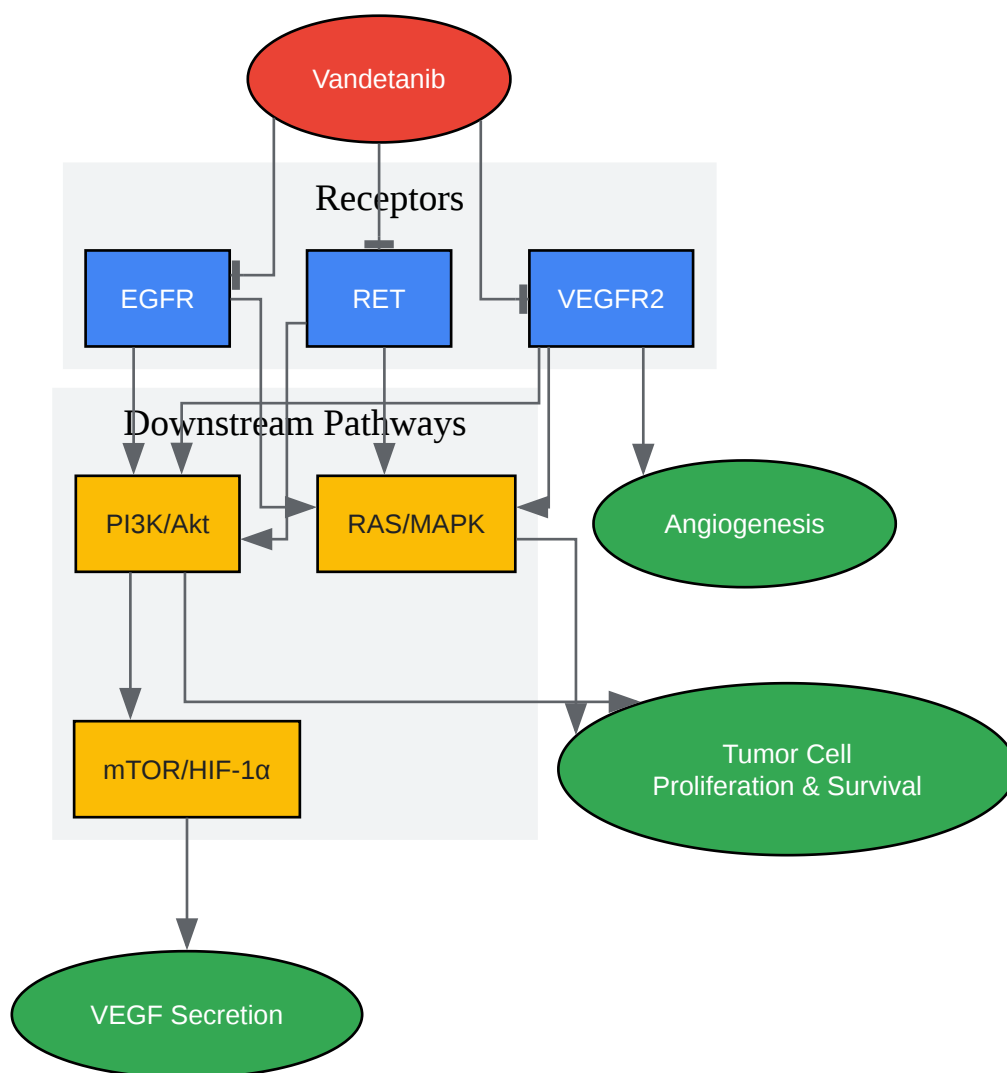 Vandetanib
Receptors
EGFR
RET
VEGFR2
Downstream Pathways
PI3K/Akt
RAS/MAPK
Angiogenesis
mTOR/HIF-1α
Tumor Cell
Proliferation & Survival
VEGF Secretion